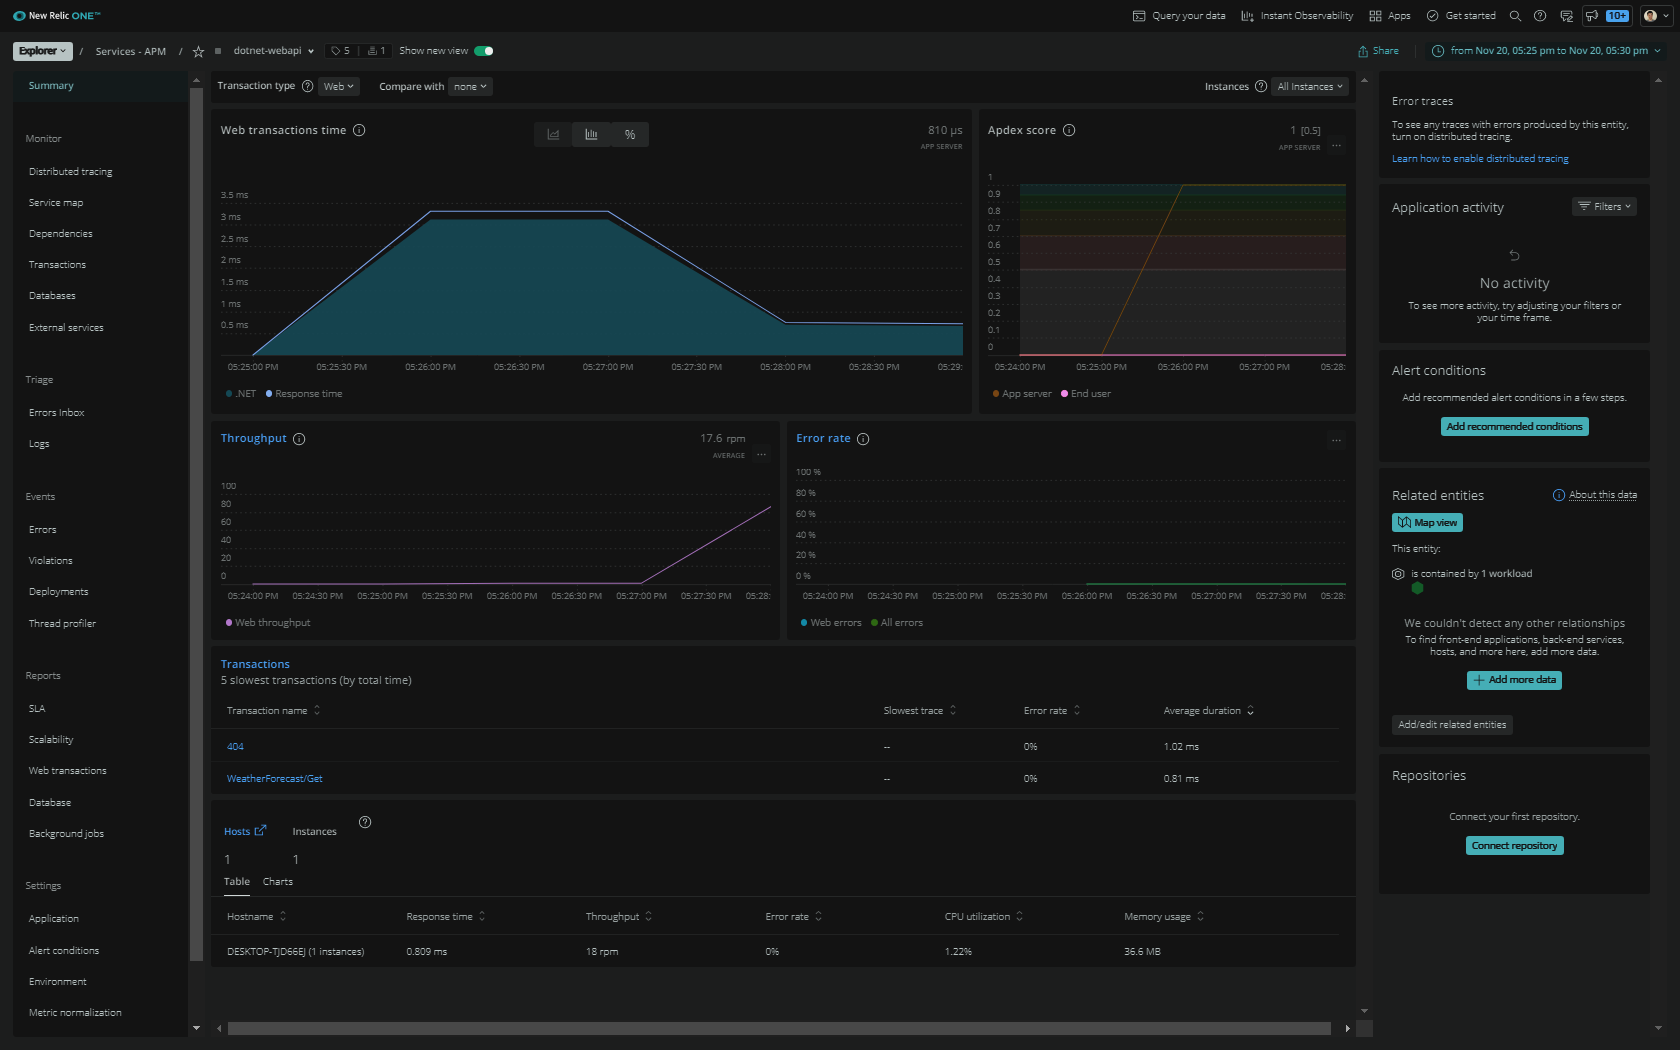 New Relic ONE™
Query your data
Instant Observability
Apps
Get started
10+
Explorer
/
Services - APM
/
dotnet-webapi
5
1
Show new view
Share
from Nov 20, 05:25 pm to Nov 20, 05:30 pm
Summary
Monitor
Distributed tracing
Service map
Dependencies
Transactions
Databases
External services
Triage
Errors Inbox
Logs
Events
Errors
Violations
Deployments
Thread profiler
Reports
SLA
Scalability
Web transactions
Database
Background jobs
Settings
Application
Alert conditions
Environment
Metric normalization
Transaction type
Web
Compare with
none
Instances
All Instances
Web transactions time
%
810 µs
APP SERVER
3.5 ms
3 ms
2.5 ms
2 ms
1.5 ms
1 ms
0.5 ms
05:25:00 PM 05:25:30 PM 05:26:00 PM 05:26:30 PM 05:27:00 PM 05:27:30 PM 05:28:00 PM 05:28:30 PM 05:29:
.NET Response time
Apdex score
1 [0.5]
APP SERVER
1
0.9
0.8
0.7
0.6
0.5
0.4
0.3
0.2
0.1
0
05:24:00 PM 05:25:00 PM 05:26:00 PM 05:27:00 PM 05:28:
App server End user
Throughput
17.6 rpm
AVERAGE
100
80
60
40
20
0
05:24:00 PM 05:24:30 PM 05:25:00 PM 05:25:30 PM 05:26:00 PM 05:26:30 PM 05:27:00 PM 05:27:30 PM 05:28:
Web throughput
Error rate
100 %
80 %
60 %
40 %
20 %
0 %
05:24:00 PM 05:24:30 PM 05:25:00 PM 05:25:30 PM 05:26:00 PM 05:26:30 PM 05:27:00 PM 05:27:30 PM 05:28:
Web errors All errors
Transactions
5 slowest transactions (by total time)
Transaction name Slowest trace Error rate Average duration
404 -- 0% 1.02 ms
WeatherForecast/Get -- 0% 0.81 ms
Hosts Instances
1 1
Table Charts
Hostname Response time Throughput Error rate CPU utilization Memory usage
DESKTOP-TJD66EJ (1 instances) 0.809 ms 18 rpm 0% 1.22% 36.6 MB
Error traces
To see any traces with errors produced by this entity,
turn on distributed tracing.
Learn how to enable distributed tracing
Application activity
Filters
No activity
To see more activity, try adjusting your filters or
your time frame.
Alert conditions
Add recommended alert conditions in a few steps.
Add recommended conditions
Related entities
About this data
Map view
This entity:
is contained by 1 workload
We couldn't detect any other relationships
To find front-end applications, back-end services,
hosts, and more here, add more data.
Add more data
Add/edit related entities
Repositories
Connect your first repository.
Connect repository